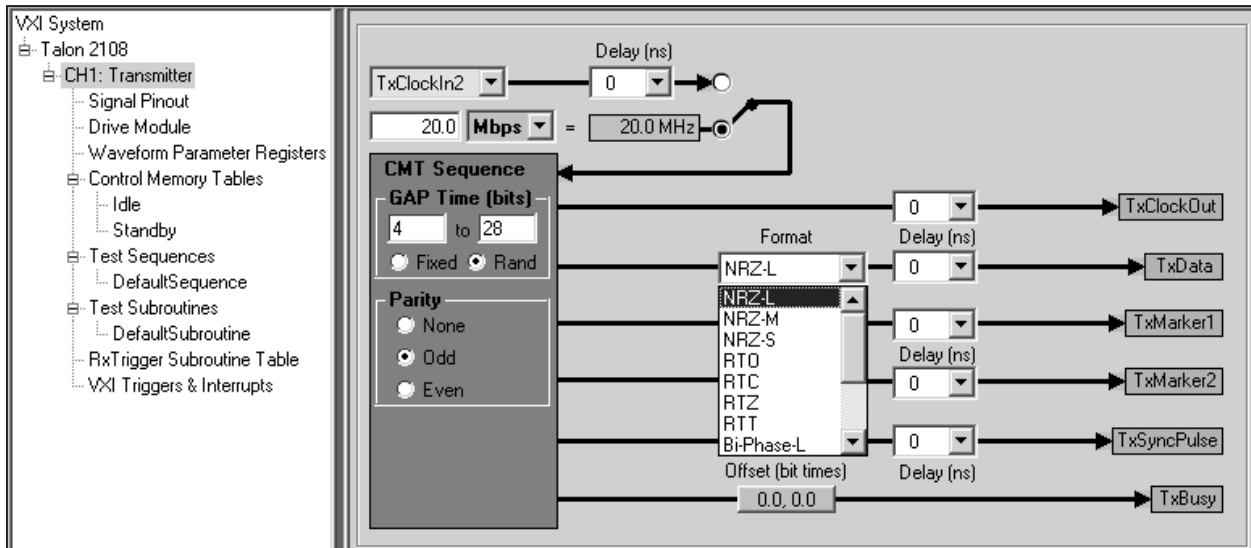 VXI System
Talon 2108
CH1: Transmitter
Signal Pinout
Drive Module
Waveform Parameter Registers
Control Memory Tables
Idle
Standby
Test Sequences
DefaultSequence
Test Subroutines
DefaultSubroutine
RxTrigger Subroutine Table
VXI Triggers & Interrupts
Delay (ns)
TxClockIn2 0
20.0 Mbps = 20.0 MHz
CMT Sequence
GAP Time (bits)
4 to 28
Fixed Rand
Parity
None
Odd
Even
0 TxClockOut
Format Delay (ns)
NRZ-L 0 TxData
NRZ-L
NRZ-M
NRZ-S
RTO
RTC
RTZ
RTT
Bi-Phase-L
0 TxMarker1
Delay (ns)
0 TxMarker2
0 TxSyncPulse
Offset (bit times) Delay (ns)
0.0, 0.0 TxBusy